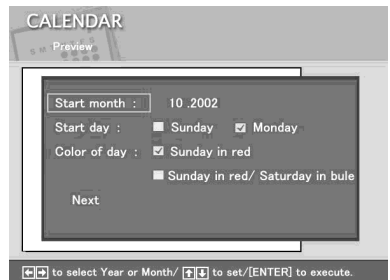 CALENDAR
Preview
Start month : 10 .2002
Start day : Sunday Monday
Color of day : Sunday in red
Sunday in red/ Saturday in bule
Next
to select Year or Month/ to set/[ENTER] to execute.